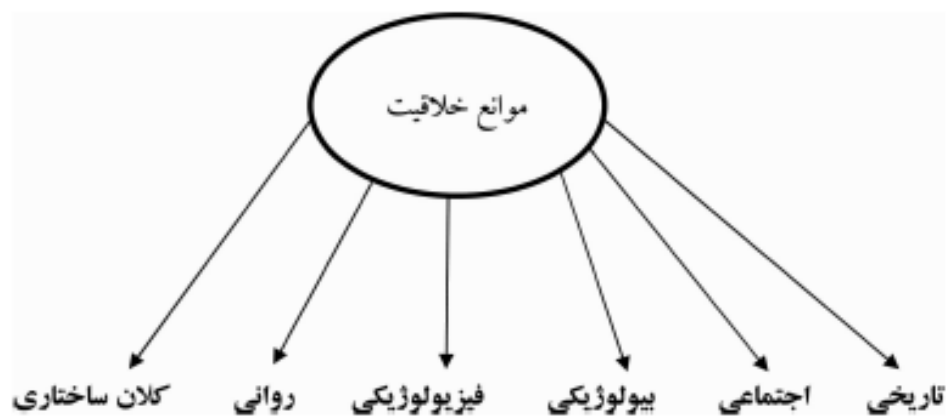 موانع خلاقیت
تاریخی اجتماعی بیولوژیکی فیزیولوژیکی روانی کلان ساختاری